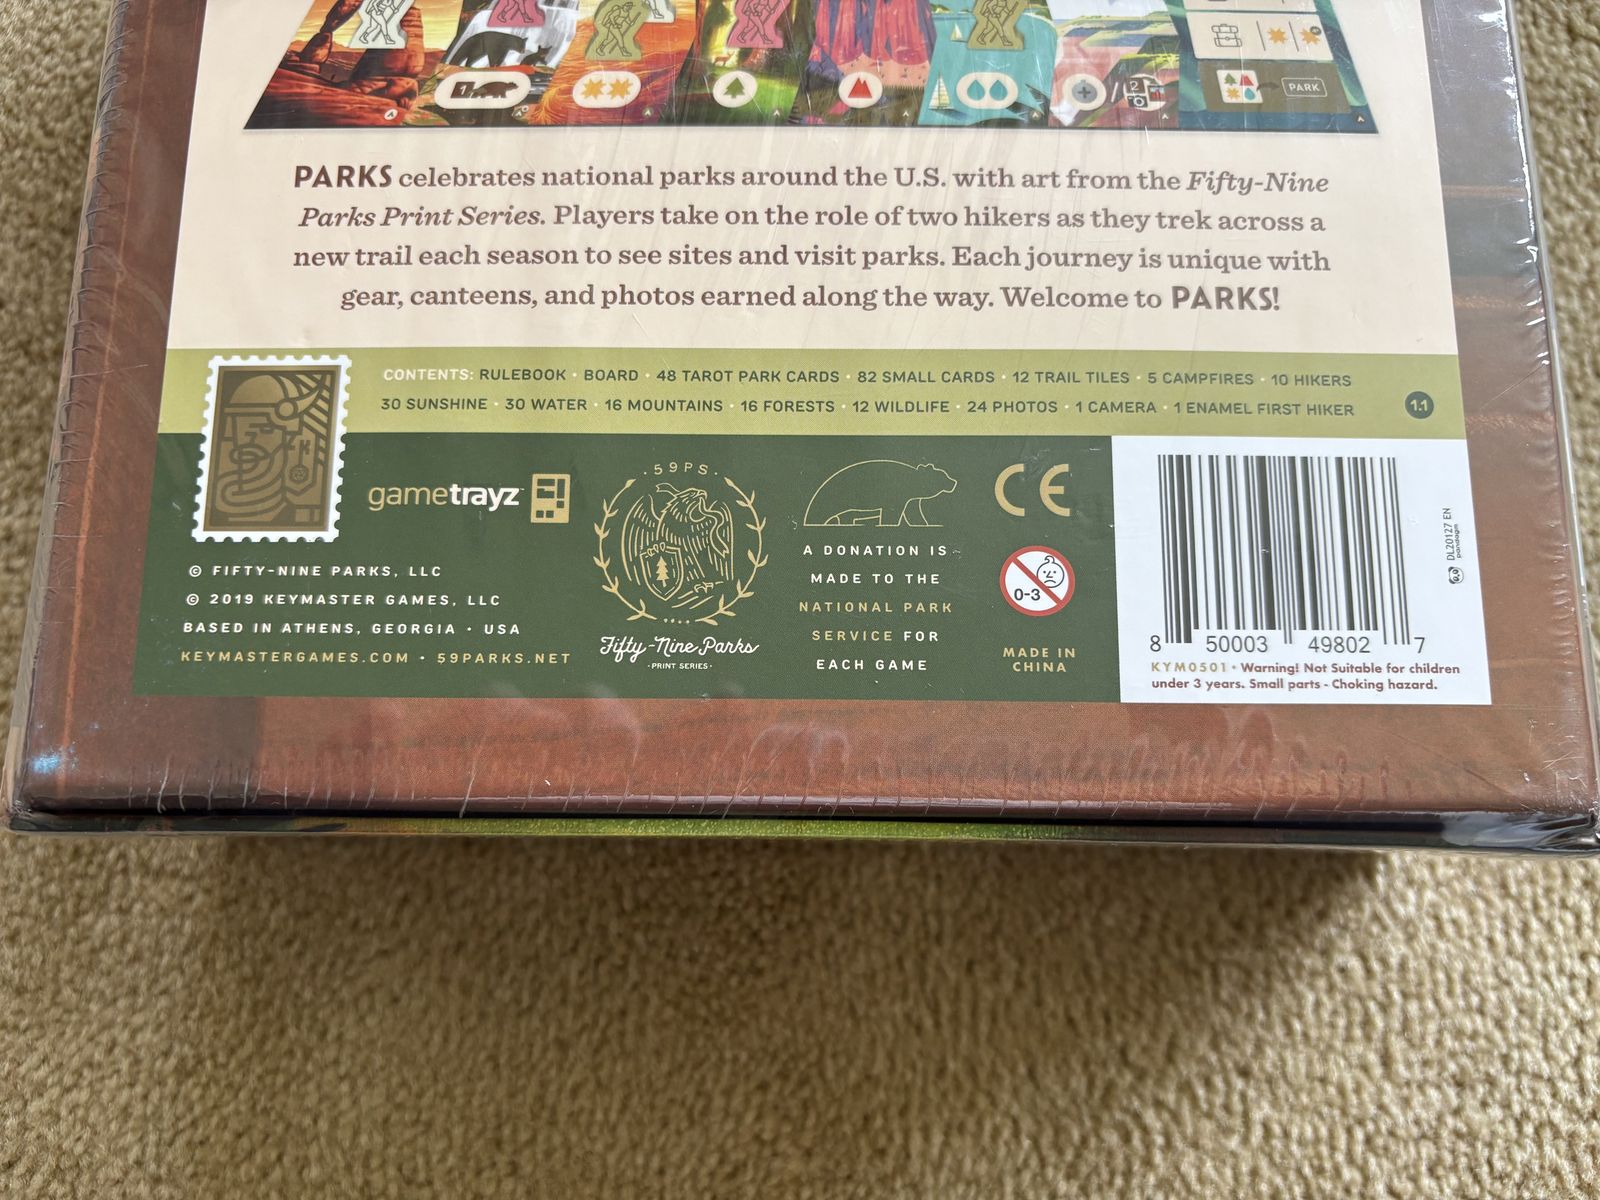 PARK
PARKS celebrates national parks around the U.S. with art from the Fifty-Nine
Parks Print Series. Players take on the role of two hikers as they trek across a
new trail each season to see sites and visit parks. Each journey is unique with
gear, canteens, and photos earned along the way. Welcome to PARKS!
CONTENTS: RULEBOOK · BOARD · 48 TAROT PARK CARDS · 82 SMALL CARDS · 12 TRAIL TILES · 5 CAMPFIRES · 10 HIKERS
30 SUNSHINE · 30 WATER · 16 MOUNTAINS · 16 FORESTS · 12 WILDLIFE · 24 PHOTOS · 1 CAMERA · 1 ENAMEL FIRST HIKER
1.1
gametrayz
© FIFTY-NINE PARKS, LLC
© 2019 KEYMASTER GAMES, LLC
BASED IN ATHENS, GEORGIA · USA
KEYMASTERGAMES.COM · 59PARKS.NET
· 59PS ·
Fifty-Nine Parks
· PRINT SERIES ·
A DONATION IS
MADE TO THE
NATIONAL PARK
SERVICE FOR
EACH GAME
CE
0-3
MADE IN
CHINA
8 50003 49802 7
KYM0501 · Warning! Not Suitable for children
under 3 years. Small parts - Choking hazard.
DL20127 EN
pandagm